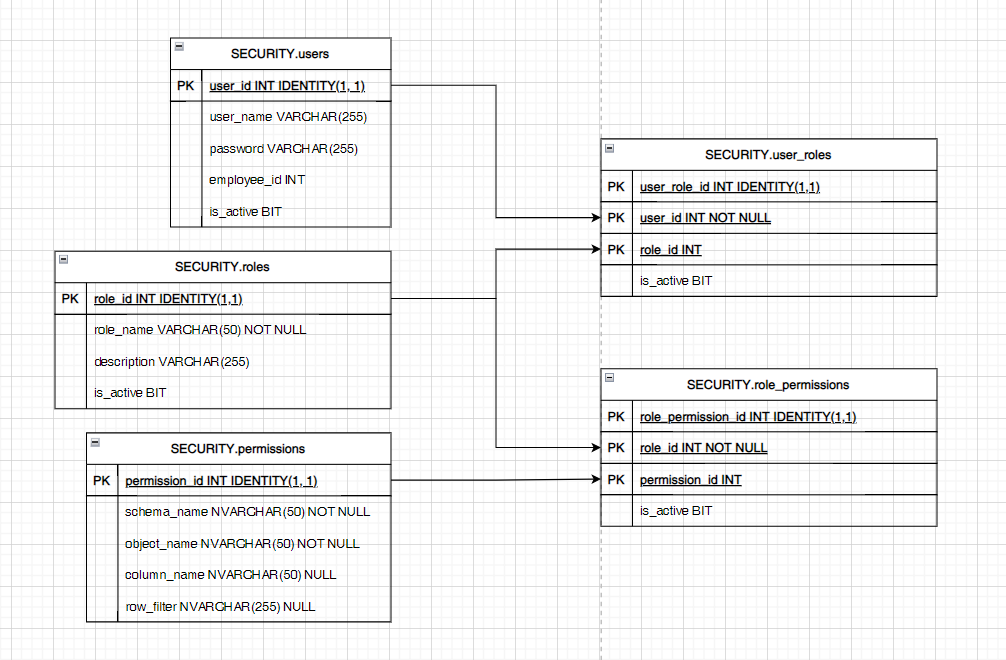 SECURITY.users
PK user_id INT IDENTITY(1, 1)
user_name VARCHAR(255)
password VARCHAR(255)
employee_id INT
is_active BIT
SECURITY.roles
PK role_id INT IDENTITY(1,1)
role_name VARCHAR(50) NOT NULL
description VARCHAR(255)
is_active BIT
SECURITY.permissions
PK permission_id INT IDENTITY(1, 1)
schema_name NVARCHAR(50) NOT NULL
object_name NVARCHAR(50) NOT NULL
column_name NVARCHAR(50) NULL
row_filter NVARCHAR(255) NULL
SECURITY.user_roles
PK user_role_id INT IDENTITY(1,1)
PK user_id INT NOT NULL
PK role_id INT
is_active BIT
SECURITY.role_permissions
PK role_permission_id INT IDENTITY(1,1)
PK role_id INT NOT NULL
PK permission_id INT
is_active BIT